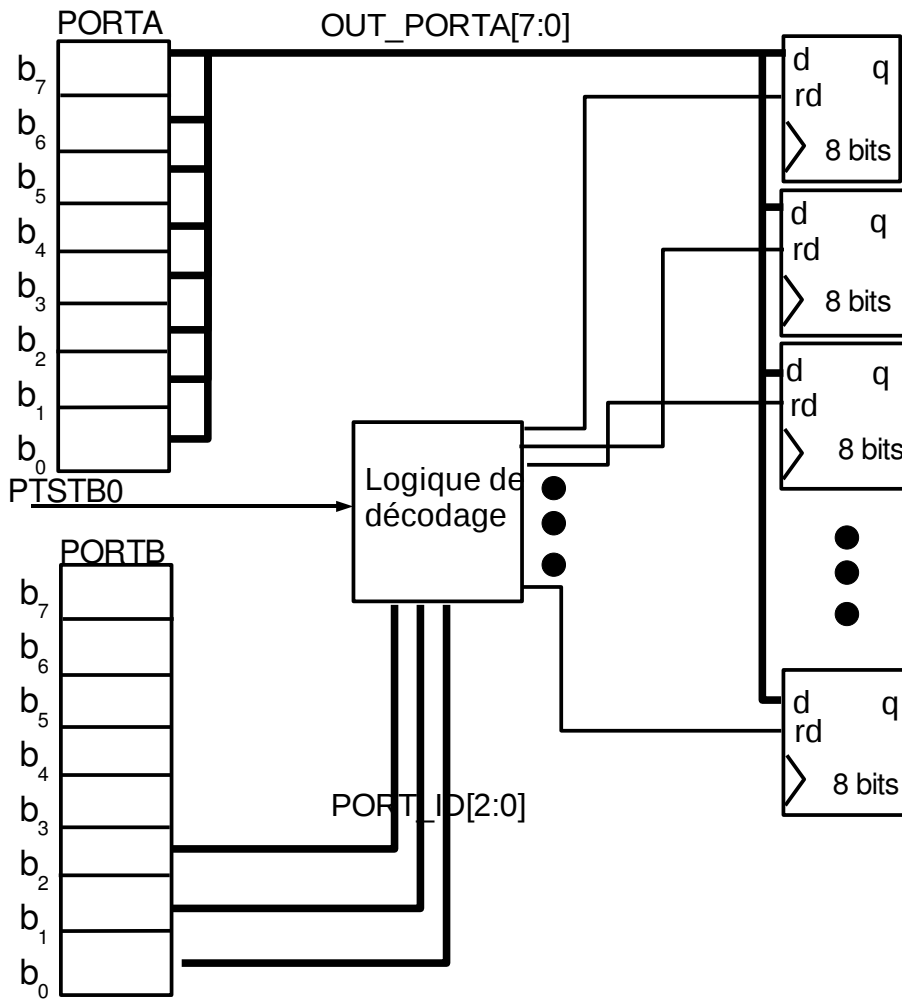 PORTA
OUT_PORTA[7:0]
b7
b6
b5
b4
b3
b2
b1
b0
d q
rd
8 bits
d q
rd
8 bits
d q
rd
8 bits
PTSTB0
Logique de
décodage
PORTB
b7
b6
b5
b4
b3
b2
b1
b0
PORT_ID[2:0]
d q
rd
8 bits